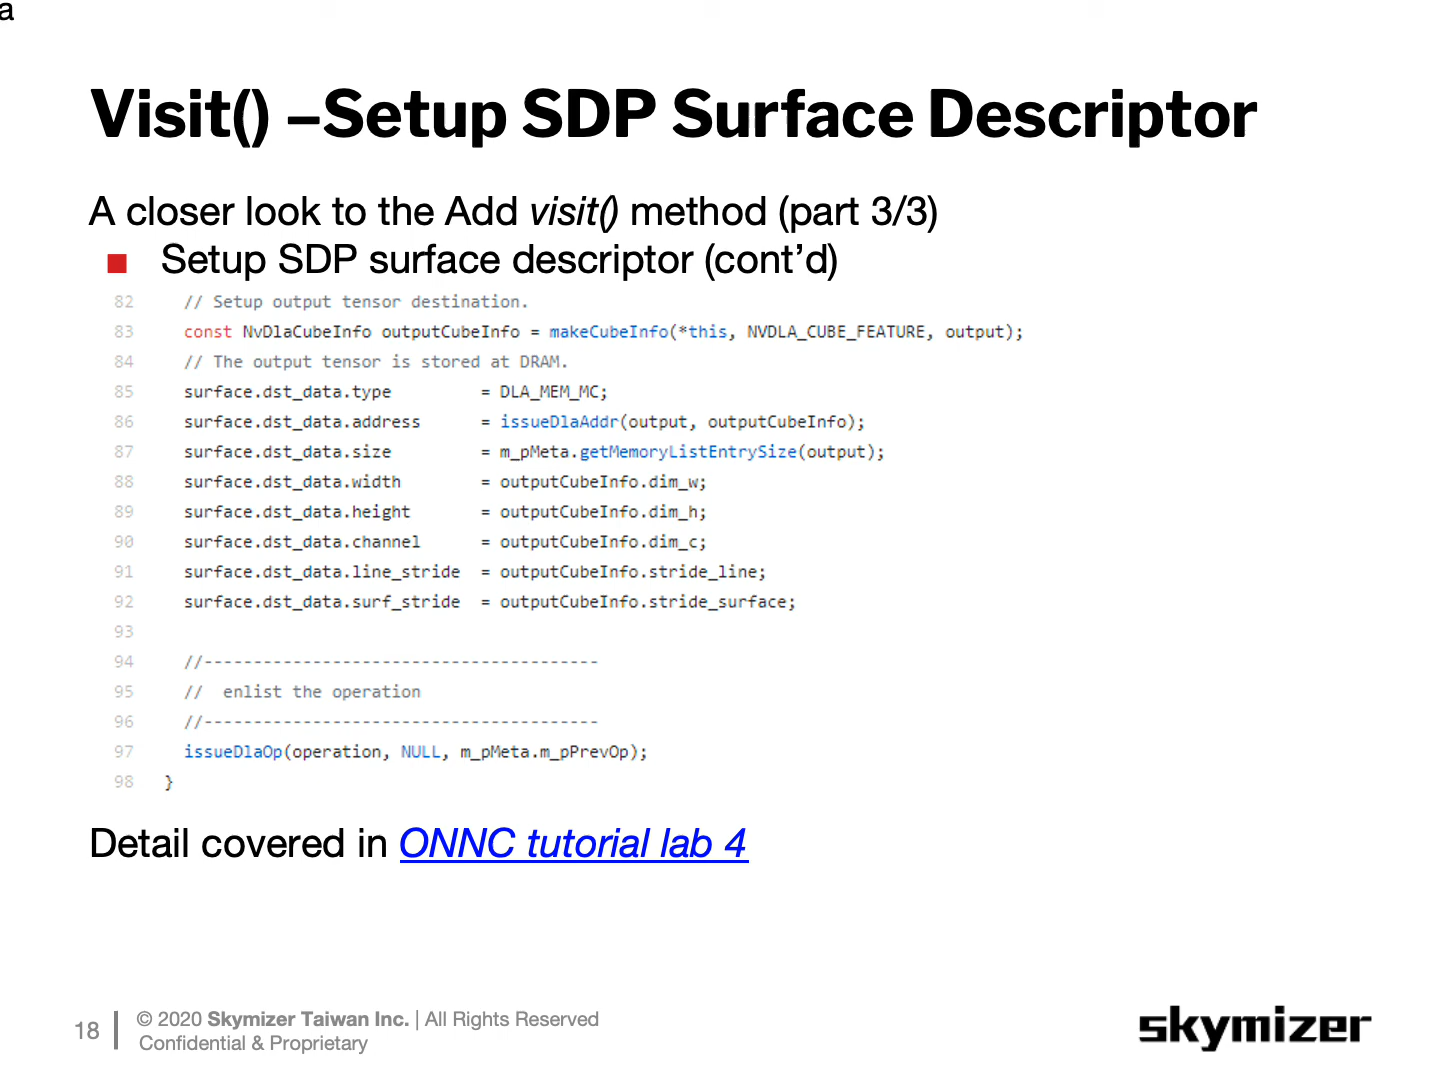 a
Visit() –Setup SDP Surface Descriptor
A closer look to the Add visit() method (part 3/3)
■ Setup SDP surface descriptor (cont’d)
82 // Setup output tensor destination.
83 const NvDlaCubeInfo outputCubeInfo = makeCubeInfo(*this, NVDLA_CUBE_FEATURE, output);
84 // The output tensor is stored at DRAM.
85 surface.dst_data.type = DLA_MEM_MC;
86 surface.dst_data.address = issueDlaAddr(output, outputCubeInfo);
87 surface.dst_data.size = m_pMeta.getMemoryListEntrySize(output);
88 surface.dst_data.width = outputCubeInfo.dim_w;
89 surface.dst_data.height = outputCubeInfo.dim_h;
90 surface.dst_data.channel = outputCubeInfo.dim_c;
91 surface.dst_data.line_stride = outputCubeInfo.stride_line;
92 surface.dst_data.surf_stride = outputCubeInfo.stride_surface;
93
94 //----------------------------------------
95 // enlist the operation
96 //----------------------------------------
97 issueDlaOp(operation, NULL, m_pMeta.m_pPrevOp);
98 }
Detail covered in ONNC tutorial lab 4
18 | © 2020 Skymizer Taiwan Inc. | All Rights Reserved
Confidential & Proprietary
skymizer